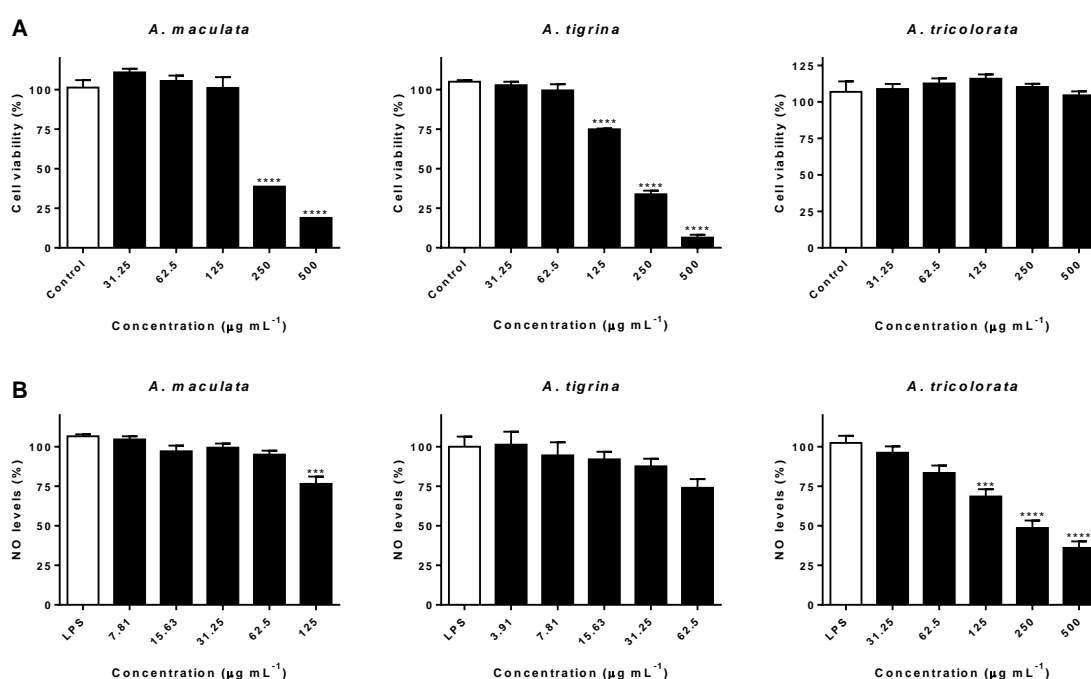 A
A. maculata
A. tigrina
A. tricolorata
Cell viability (%)
100
75
50
25
0
****
****
Control
31.25
62.5
125
250
500
Concentration (µg mL-1)
Cell viability (%)
100
75
50
25
0
****
****
****
Control
31.25
62.5
125
250
500
Concentration (µg mL-1)
Cell viability (%)
125
100
75
50
25
0
Control
31.25
62.5
125
250
500
Concentration (µg mL-1)
B
A. maculata
A. tigrina
A. tricolorata
NO levels (%)
100
75
50
25
0
***
LPS
7.81
15.63
31.25
62.5
125
Concentration (µg mL-1)
NO levels (%)
100
75
50
25
0
LPS
3.91
7.81
15.63
31.25
62.5
Concentration (µg mL-1)
NO levels (%)
100
75
50
25
0
***
****
****
LPS
31.25
62.5
125
250
500
Concentration (µg mL-1)